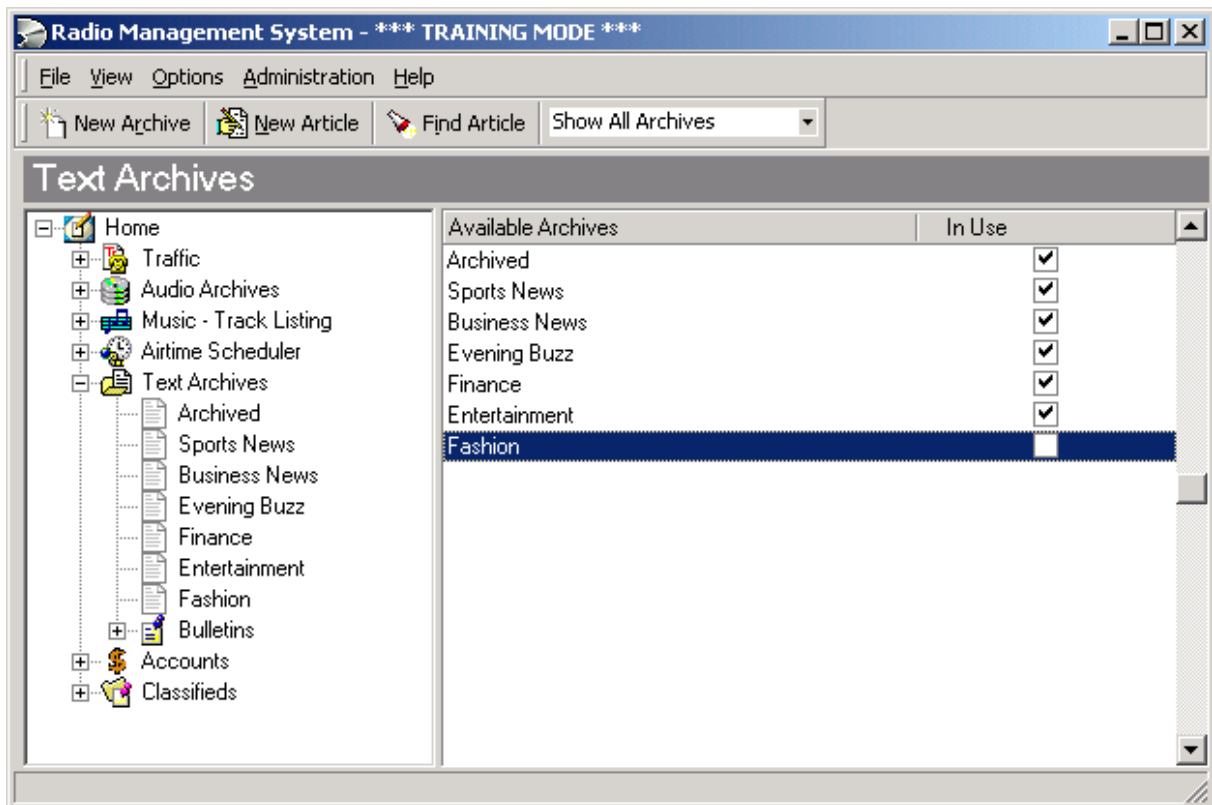 Radio Management System - *** TRAINING MODE ***
File View Options Administration Help
New Archive New Article Find Article Show All Archives
Text Archives
Home
Traffic
Audio Archives
Music - Track Listing
Airtime Scheduler
Text Archives
Archived
Sports News
Business News
Evening Buzz
Finance
Entertainment
Fashion
Bulletins
Accounts
Classifieds
Available Archives In Use
Archived
Sports News
Business News
Evening Buzz
Finance
Entertainment
Fashion